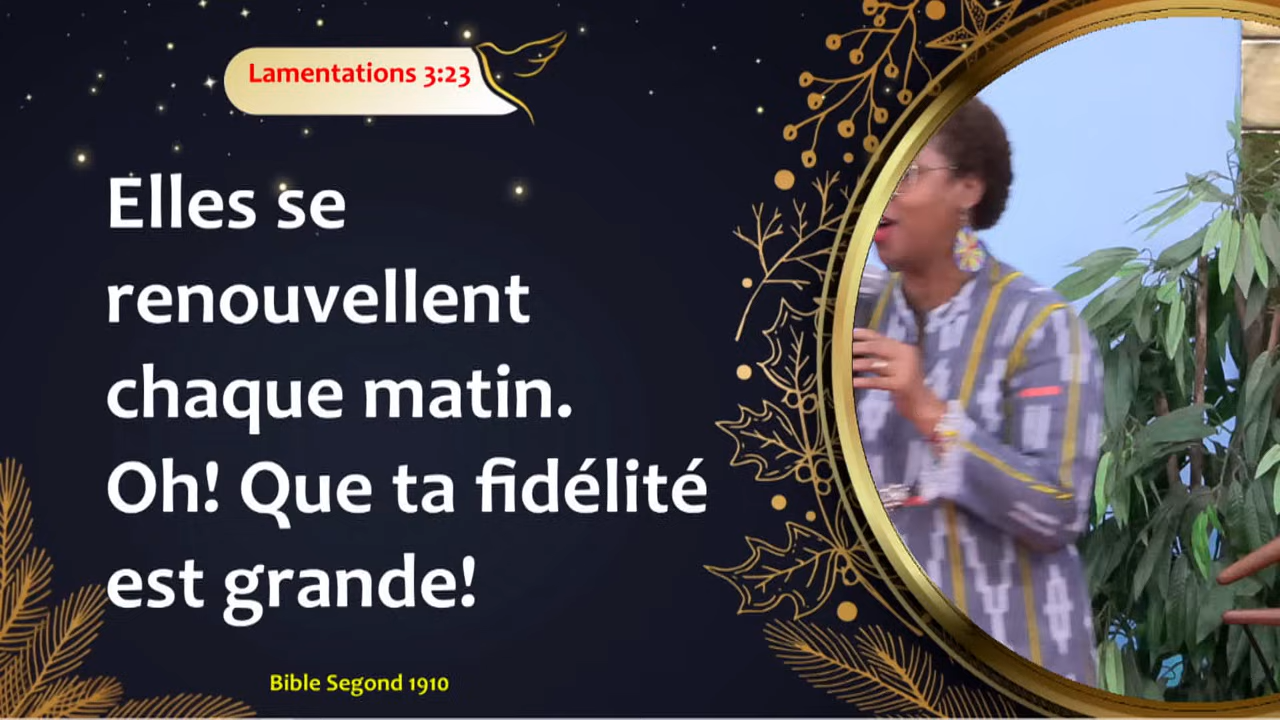 Lamentations 3:23
Elles se
renouvellent
chaque matin.
Oh! Que ta fidélité
est grande!
Bible Segond 1910